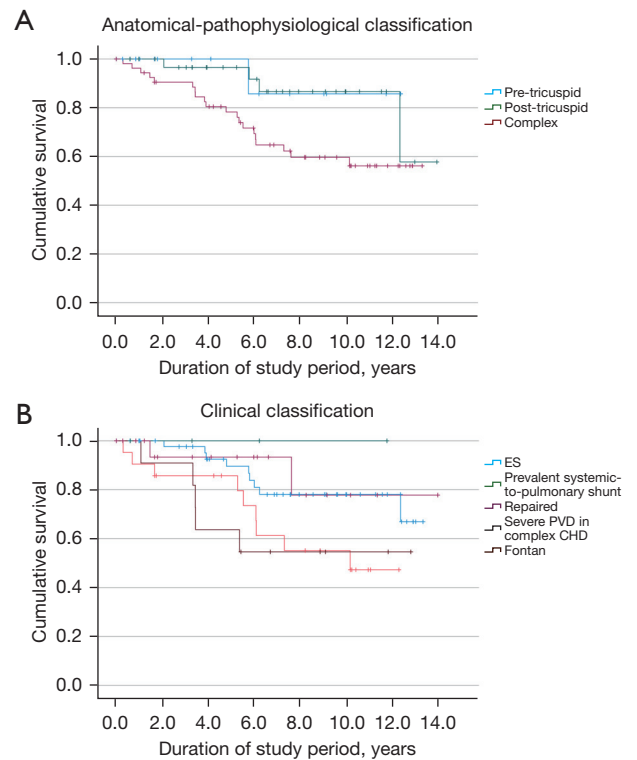 A
Anatomical-pathophysiological classification
1.0
0.8
0.6
0.4
0.2
0.0
Cumulative survival
0.0 2.0 4.0 6.0 8.0 10.0 12.0 14.0
Duration of study period, years
Pre-tricuspid
Post-tricuspid
Complex
B
Clinical classification
1.0
0.8
0.6
0.4
0.2
0.0
Cumulative survival
0.0 2.0 4.0 6.0 8.0 10.0 12.0 14.0
Duration of study period, years
ES
Prevalent systemic-
to-pulmonary shunt
Repaired
Severe PVD in
complex CHD
Fontan